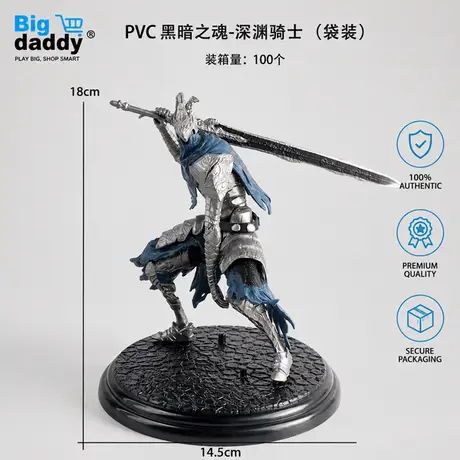 Big
daddy®
PLAY BIG, SHOP SMART
PVC 黑暗之魂-深渊骑士（袋装）
装箱量：100个
18cm
100%
AUTHENTIC
PREMIUM
QUALITY
SECURE
PACKAGING
14.5cm